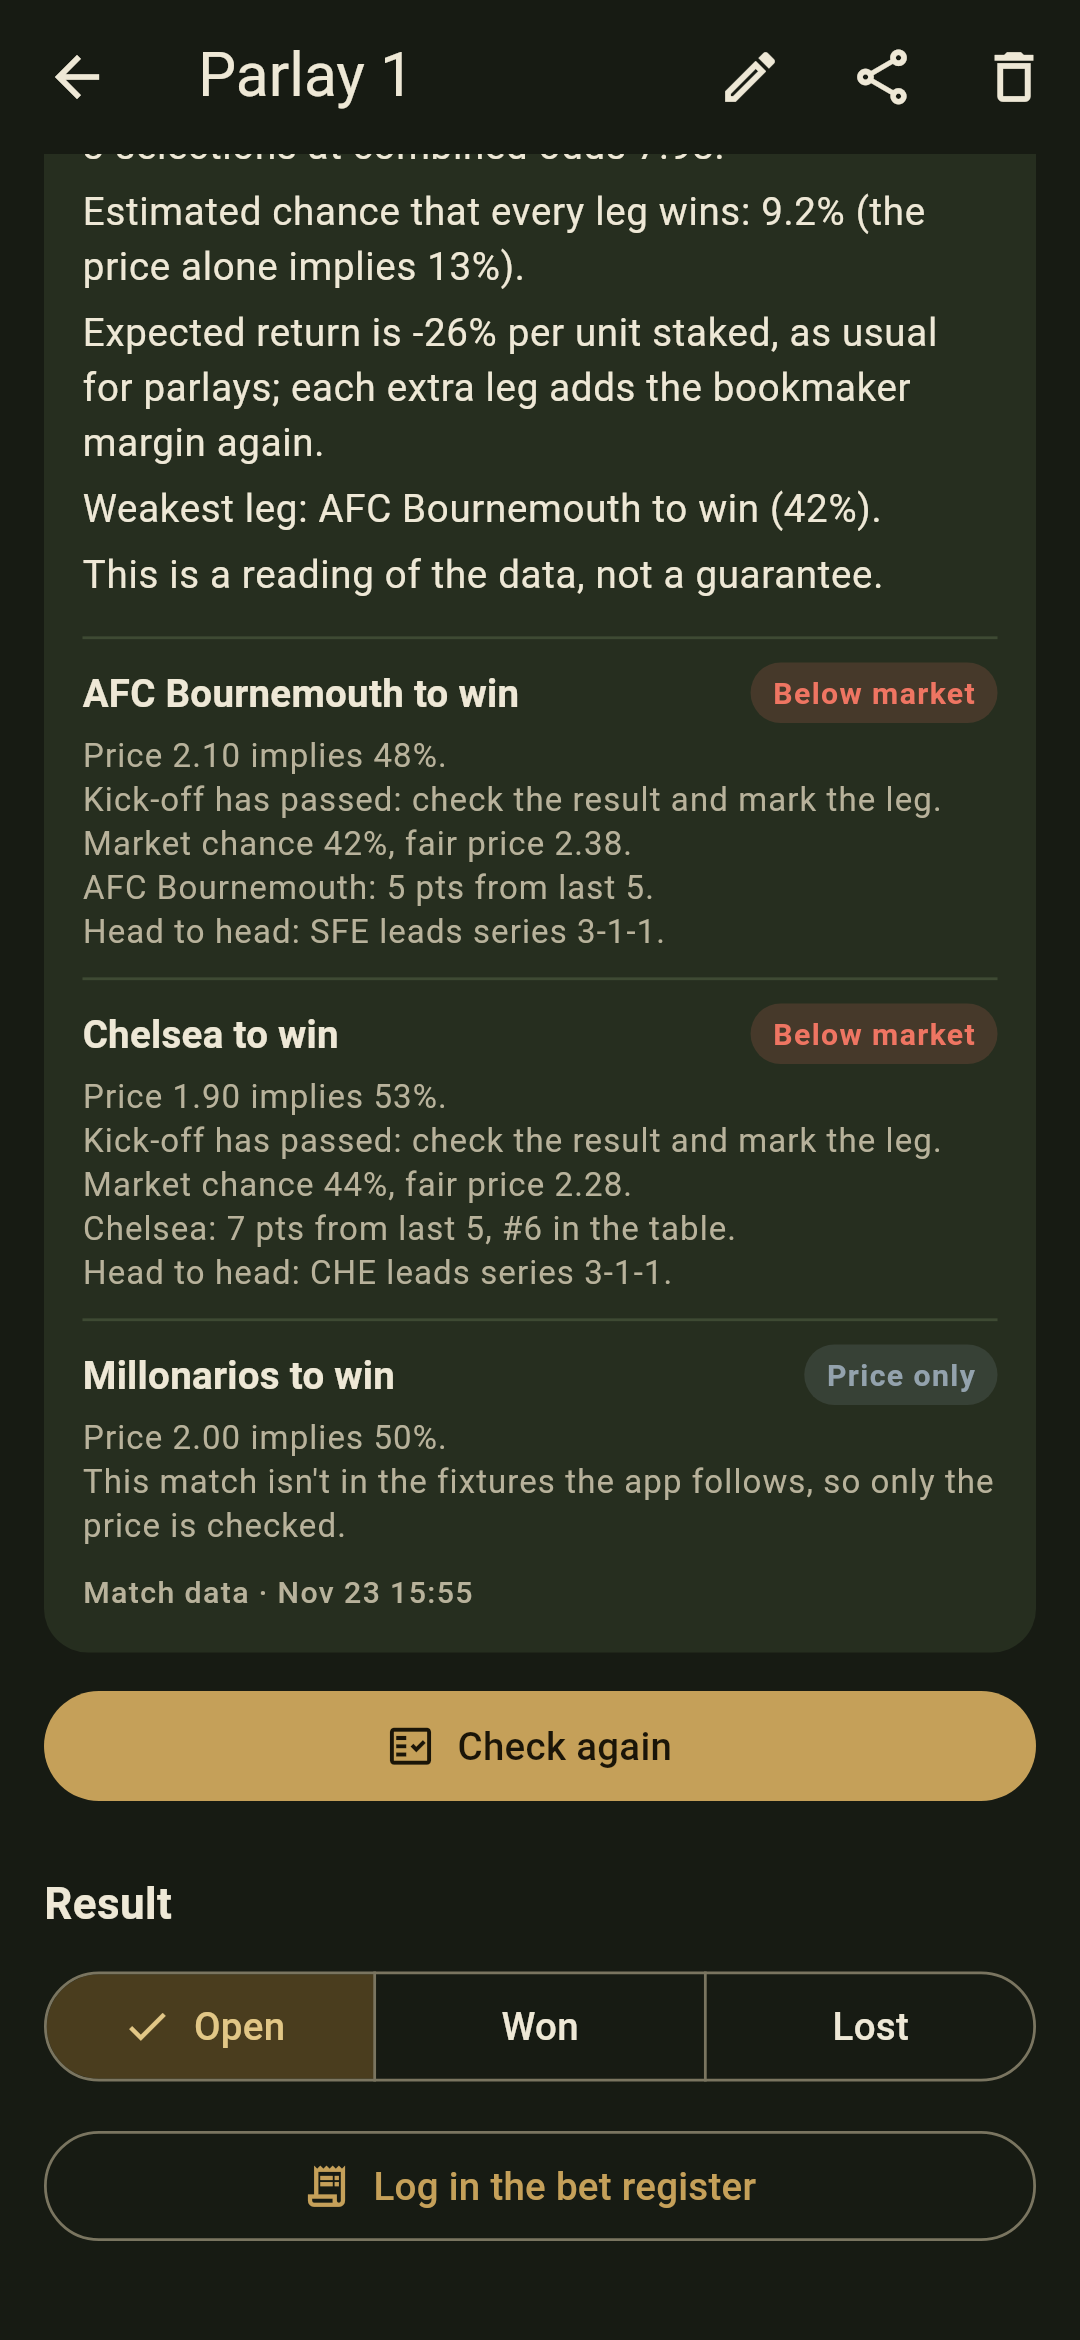 Parlay 1
Estimated chance that every leg wins: 9.2% (the
price alone implies 13%).
Expected return is -26% per unit staked, as usual
for parlays; each extra leg adds the bookmaker
margin again.
Weakest leg: AFC Bournemouth to win (42%).
This is a reading of the data, not a guarantee.
AFC Bournemouth to win
Below market
Price 2.10 implies 48%.
Kick-off has passed: check the result and mark the leg.
Market chance 42%, fair price 2.38.
AFC Bournemouth: 5 pts from last 5.
Head to head: SFE leads series 3-1-1.
Chelsea to win
Below market
Price 1.90 implies 53%.
Kick-off has passed: check the result and mark the leg.
Market chance 44%, fair price 2.28.
Chelsea: 7 pts from last 5, #6 in the table.
Head to head: CHE leads series 3-1-1.
Millonarios to win
Price only
Price 2.00 implies 50%.
This match isn't in the fixtures the app follows, so only the
price is checked.
Match data · Nov 23 15:55
Check again
Result
Open
Won
Lost
Log in the bet register